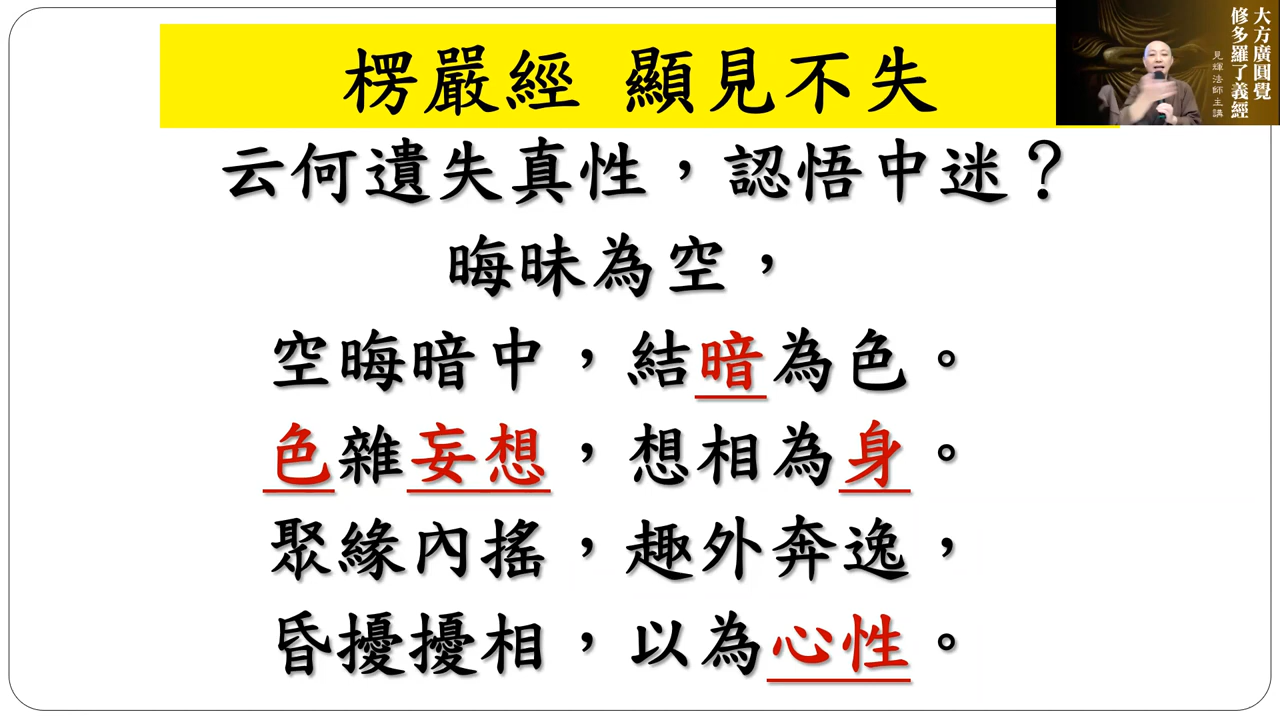 楞嚴經 顯見不失
云何遺失真性，認悟中迷？
晦昧為空，
空晦暗中，結暗為色。
色雜妄想，想相為身。
聚緣內搖，趣外奔逸，
昏擾擾相，以為心性。
大方廣圓覺
修多羅了義經
見輝法師主講